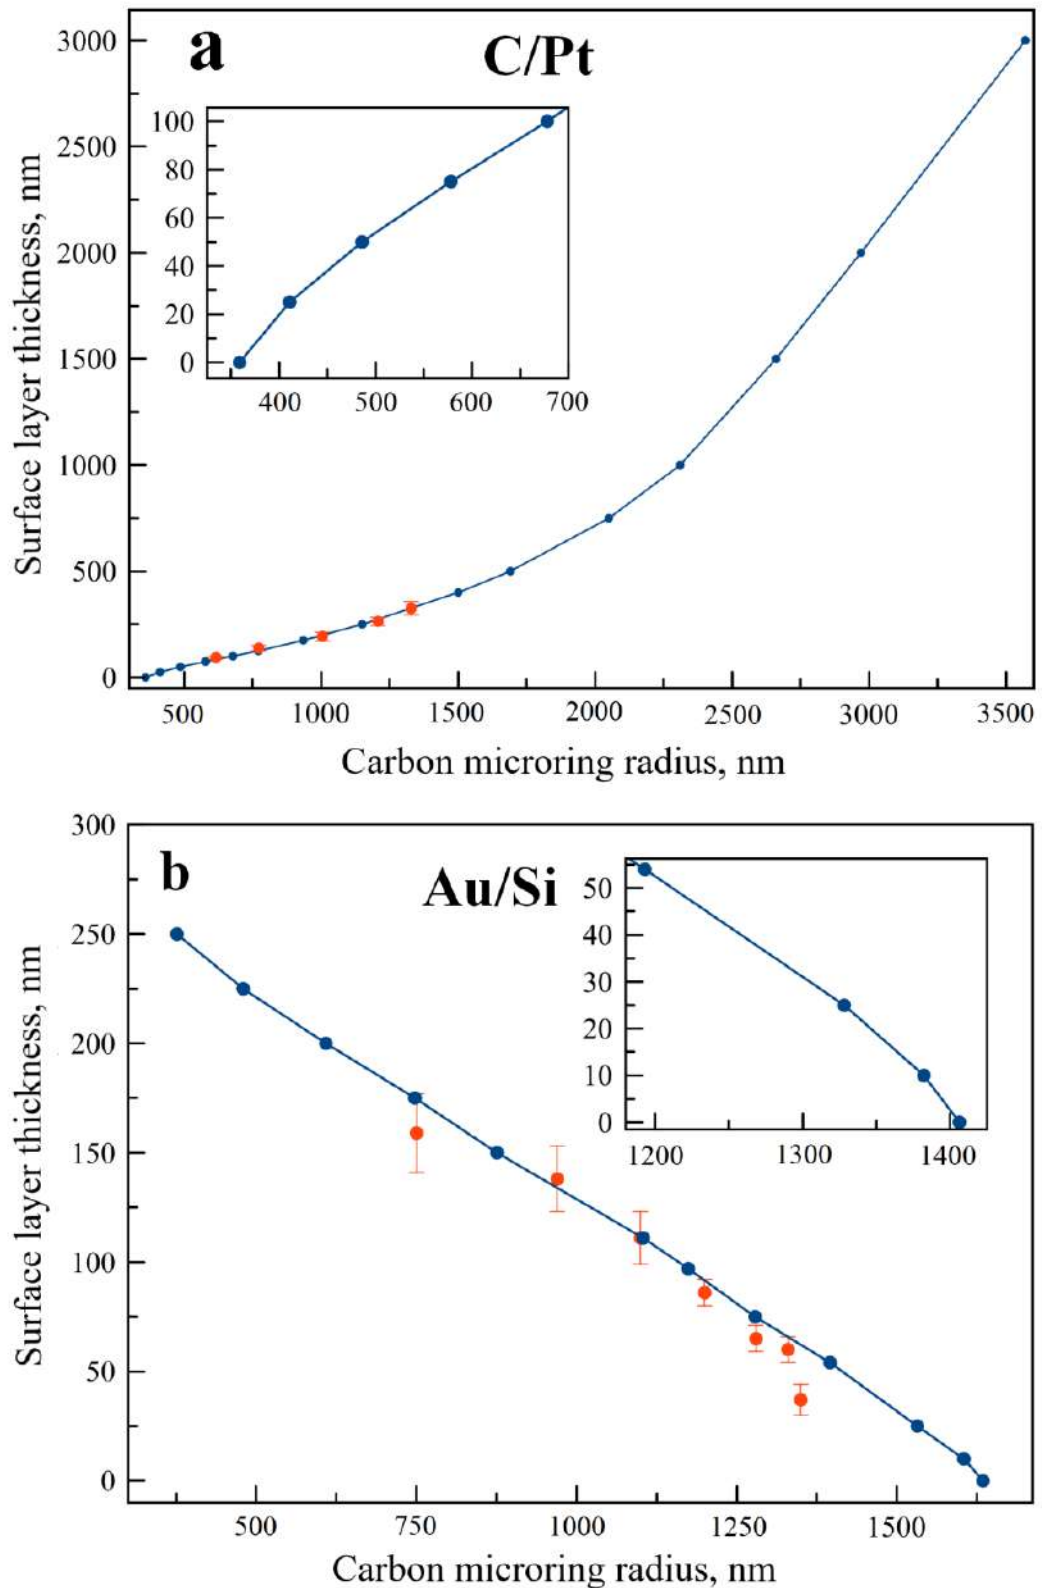 a
C/Pt
Surface layer thickness, nm
3000
2500
2000
1500
1000
500
0
100
80
60
40
20
0
400 500 600 700
500 1000 1500 2000 2500 3000 3500
Carbon microring radius, nm
b
Au/Si
Surface layer thickness, nm
300
250
200
150
100
50
0
50
40
30
20
10
0
1200 1300 1400
500 750 1000 1250 1500
Carbon microring radius, nm